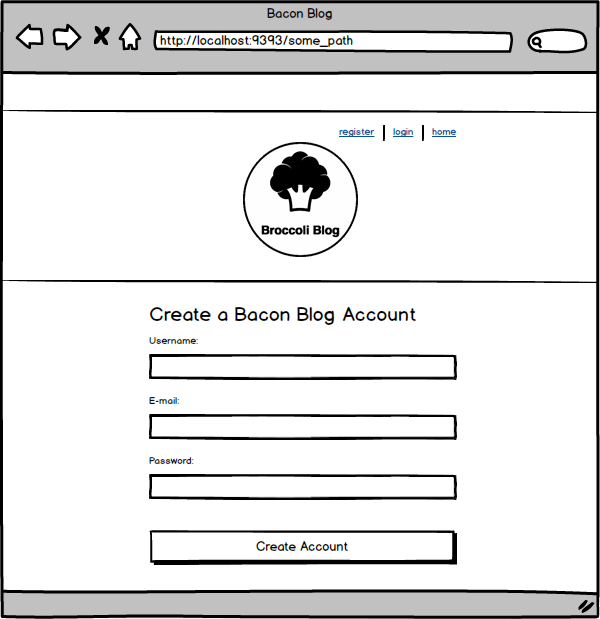 Bacon Blog
http://localhost:9393/some_path
register login home
Broccoli Blog
Create a Bacon Blog Account
Username:
E-mail:
Password:
Create Account